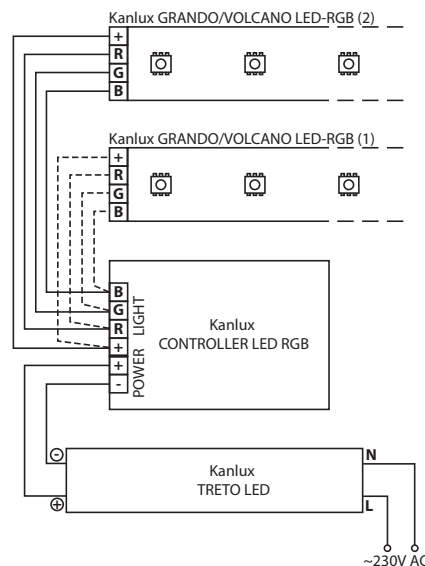 Kanlux GRANDO/VOLCANO LED-RGB (2)
+
R
G
B
Kanlux GRANDO/VOLCANO LED-RGB (1)
+
R
G
B
B
G
R
+
+
-
LIGHT
POWER
Kanlux
CONTROLLER LED RGB
-
+
Kanlux
TRETO LED
N
L
~230V AC